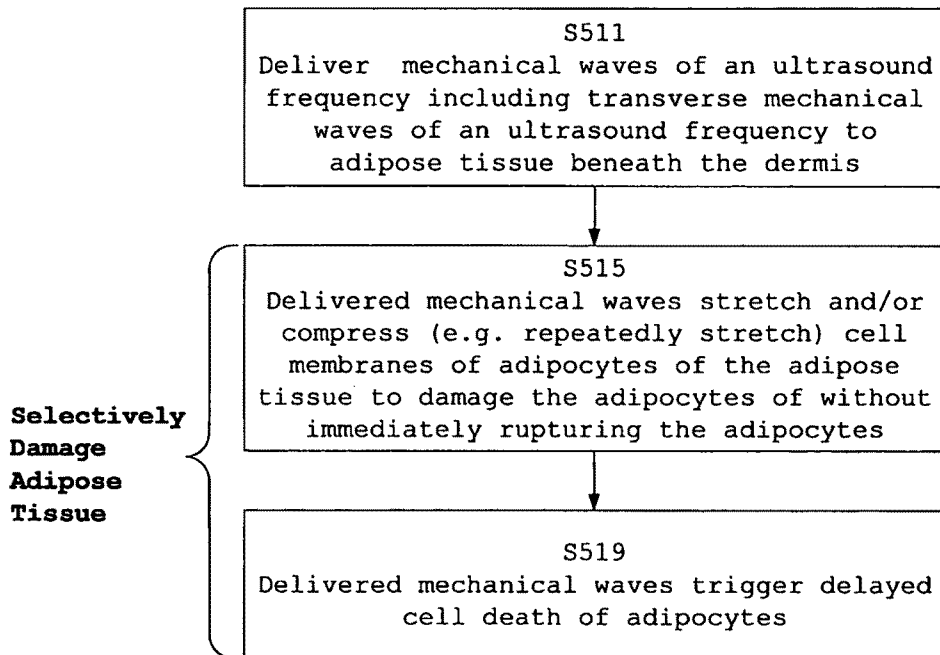 S511
Deliver mechanical waves of an ultrasound
frequency including transverse mechanical
waves of an ultrasound frequency to
adipose tissue beneath the dermis
S515
Delivered mechanical waves stretch and/or
compress (e.g. repeatedly stretch) cell
membranes of adipocytes of the adipose
tissue to damage the adipocytes of without
immediately rupturing the adipocytes
Selectively
Damage
Adipose
Tissue
S519
Delivered mechanical waves trigger delayed
cell death of adipocytes